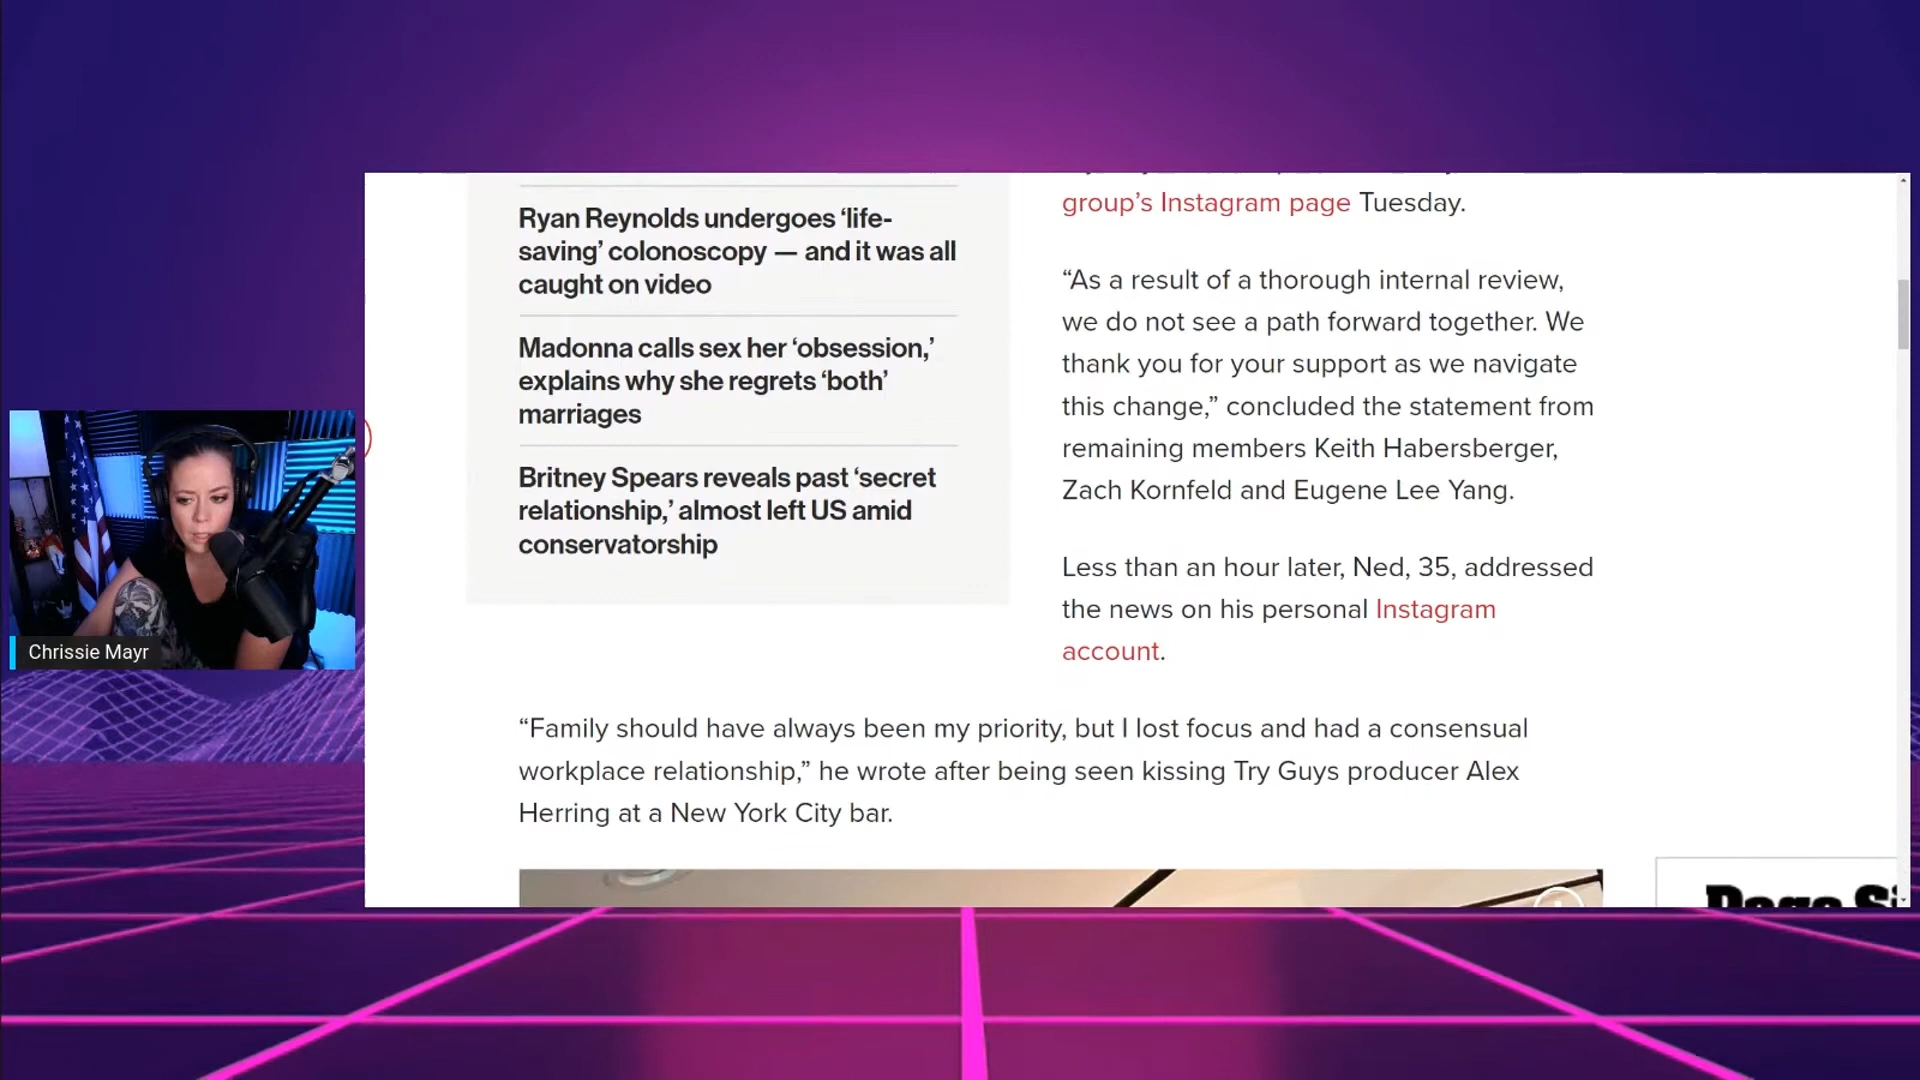 Ryan Reynolds undergoes ‘life-
saving’ colonoscopy — and it was all
caught on video
Madonna calls sex her ‘obsession,’
explains why she regrets ‘both’
marriages
Britney Spears reveals past ‘secret
relationship,’ almost left US amid
conservatorship
group’s Instagram page Tuesday.
“As a result of a thorough internal review,
we do not see a path forward together. We
thank you for your support as we navigate
this change,” concluded the statement from
remaining members Keith Habersberger,
Zach Kornfeld and Eugene Lee Yang.
Less than an hour later, Ned, 35, addressed
the news on his personal Instagram
account.
“Family should have always been my priority, but I lost focus and had a consensual
workplace relationship,” he wrote after being seen kissing Try Guys producer Alex
Herring at a New York City bar.
Chrissie Mayr